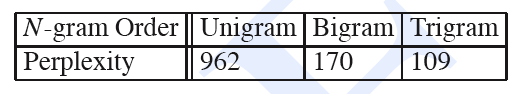 N-gram Order Unigram Bigram Trigram
Perplexity 962 170 109